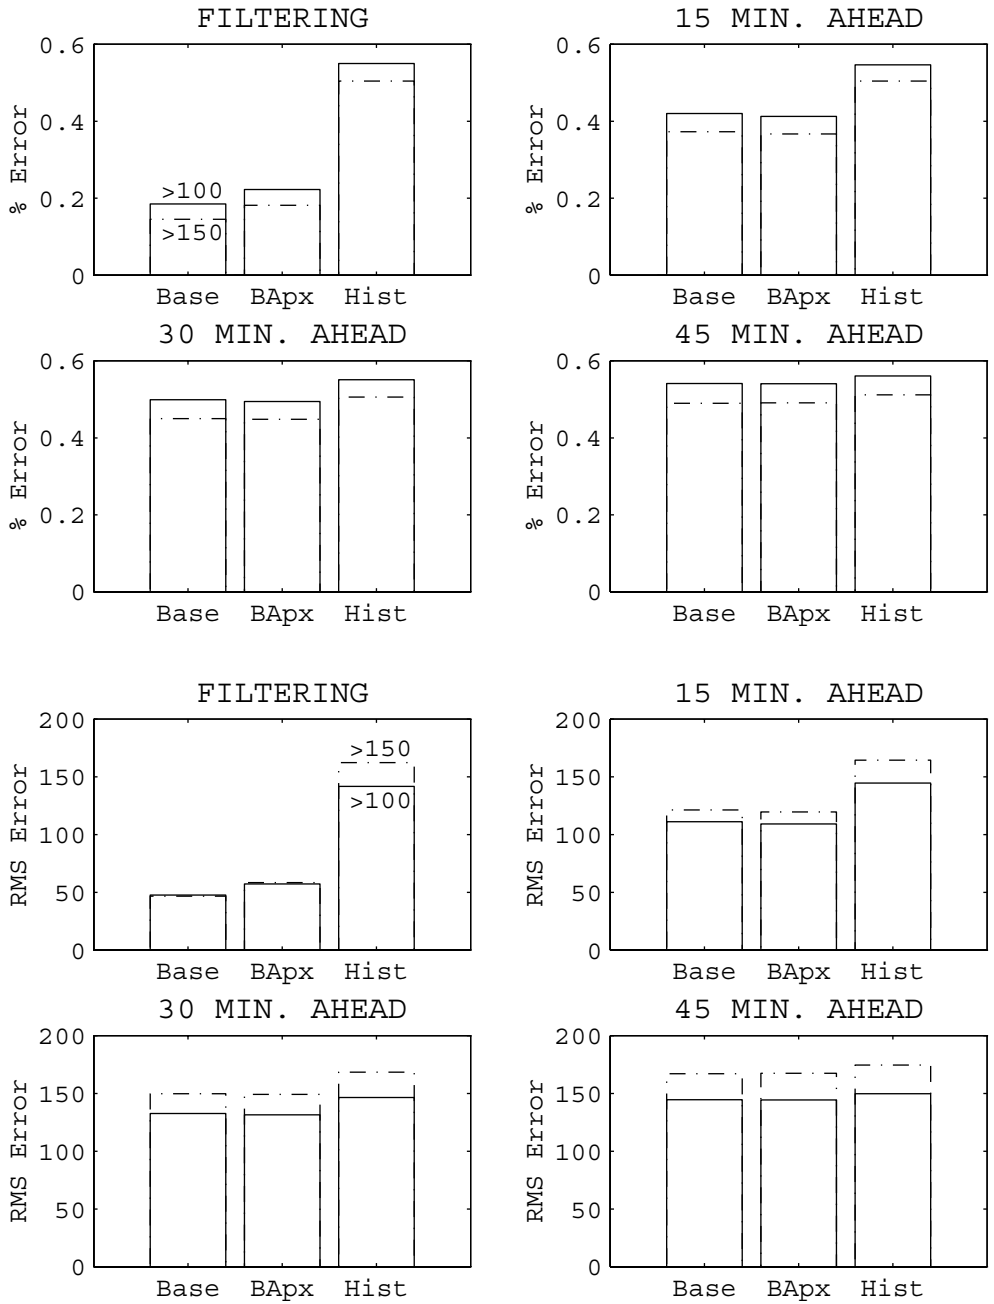 FILTERING
0.6
0.4
0.2
0
% Error
>100
>150
Base BApx Hist
15 MIN. AHEAD
0.6
0.4
0.2
0
% Error
Base BApx Hist
30 MIN. AHEAD
0.6
0.4
0.2
0
% Error
Base BApx Hist
45 MIN. AHEAD
0.6
0.4
0.2
0
% Error
Base BApx Hist
FILTERING
200
150
100
50
0
RMS Error
>150
>100
Base BApx Hist
15 MIN. AHEAD
200
150
100
50
0
RMS Error
Base BApx Hist
30 MIN. AHEAD
200
150
100
50
0
RMS Error
Base BApx Hist
45 MIN. AHEAD
200
150
100
50
0
RMS Error
Base BApx Hist